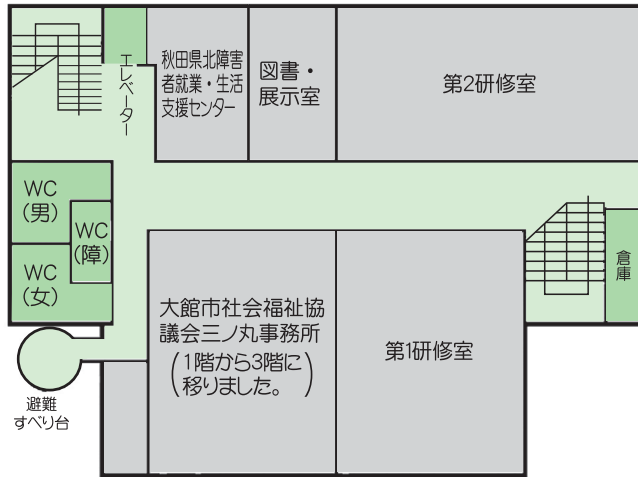 エレベーター
秋田県北障害
者就業・生活
支援センター
図書・
展示室
第2研修室
WC
(男)
WC
(障)
WC
(女)
倉庫
大館市社会福祉協
議会三ノ丸事務所
(1階から3階に
移りました。)
第1研修室
避難
すべり台